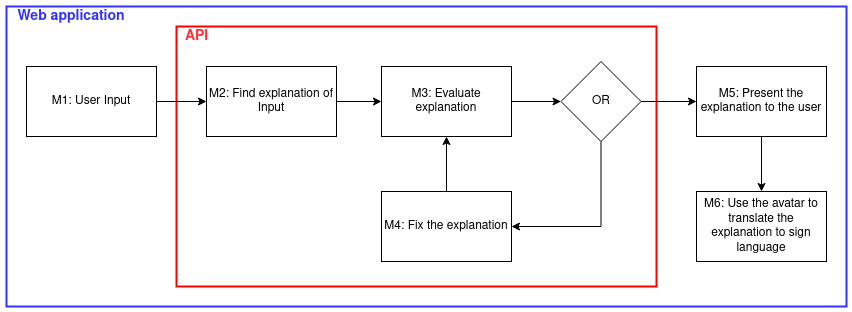 Web application
API
M1: User Input
M2: Find explanation of
Input
M3: Evaluate
explanation
OR
M5: Present the
explanation to the user
M4: Fix the explanation
M6: Use the avatar to
translate the
explanation to sign
language